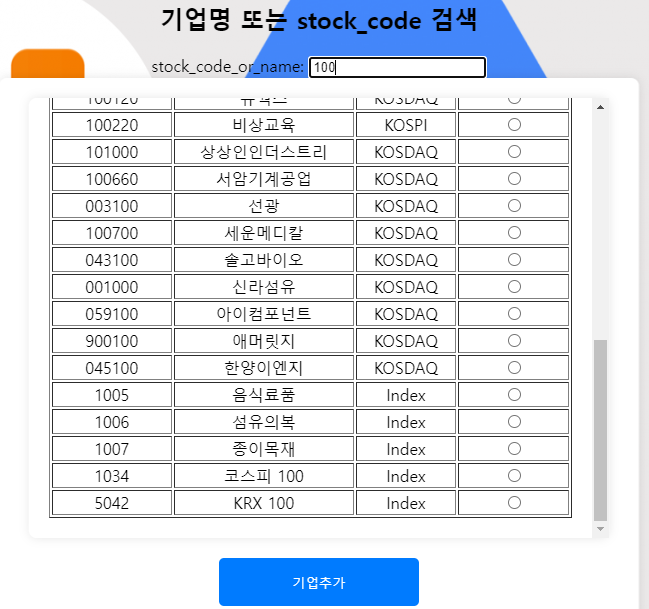 기업명 또는 stock_code 검색
stock_code_or_name: 100
100120 뷰웍스 KOSDAQ
100220 비상교육 KOSPI
101000 상상인인더스트리 KOSDAQ
100660 서암기계공업 KOSDAQ
003100 선광 KOSDAQ
100700 세운메디칼 KOSDAQ
043100 솔고바이오 KOSDAQ
001000 신라섬유 KOSDAQ
059100 아이컴포넌트 KOSDAQ
900100 애머릿지 KOSDAQ
045100 한양이엔지 KOSDAQ
1005 음식료품 Index
1006 섬유의복 Index
1007 종이목재 Index
1034 코스피 100 Index
5042 KRX 100 Index
기업추가